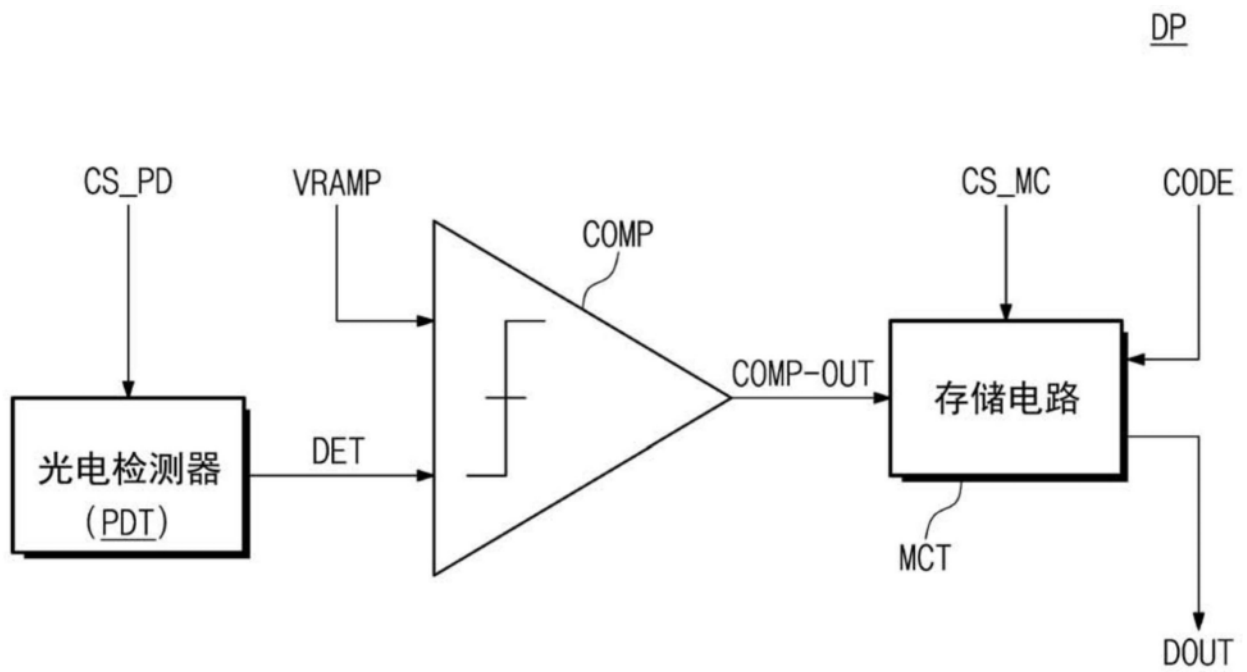 DP
CS_PD
VRAMP
CS_MC
CODE
COMP
COMP-OUT
存储电路
光电检测器
(PDT)
DET
MCT
DOUT